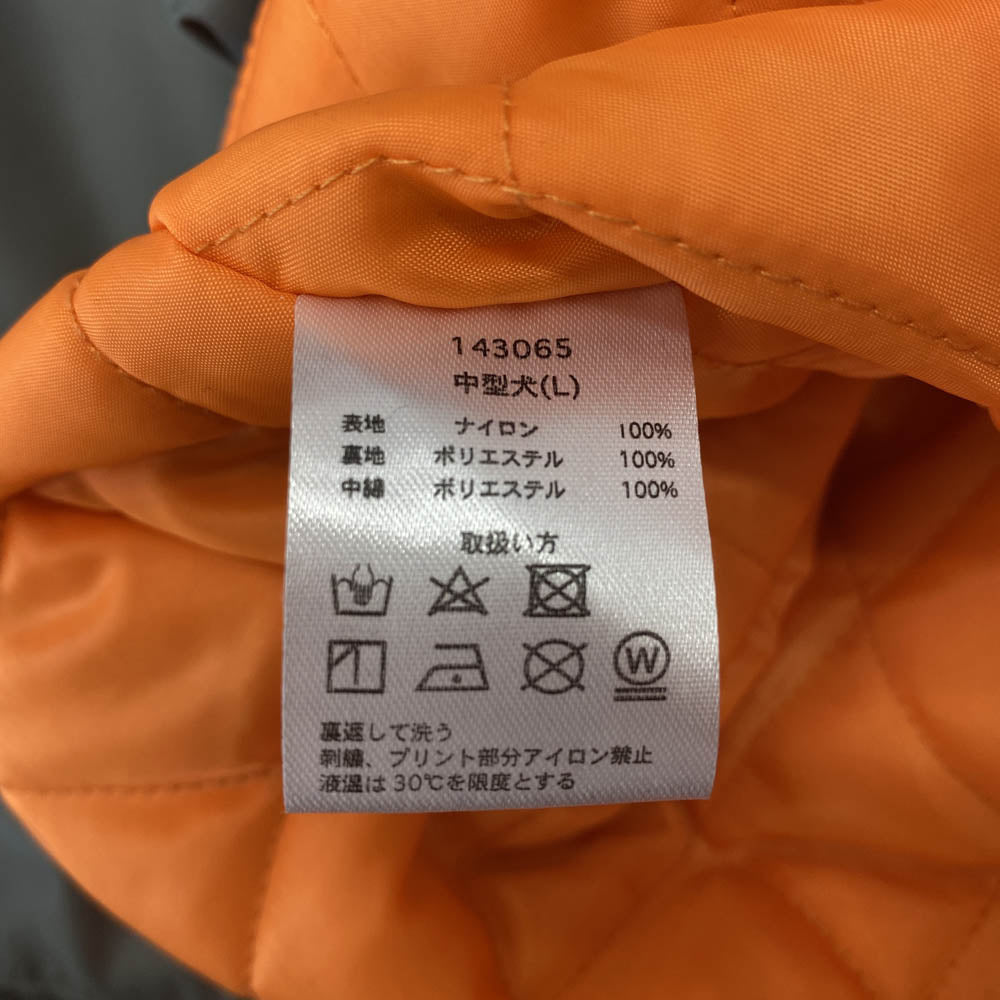 143065
中型犬(L)
表地 ナイロン 100%
裏地 ポリエステル 100%
中綿 ポリエステル 100%
取扱い方
W
裏返して洗う
刺繍、プリント部分アイロン禁止
液温は30℃を限度とする